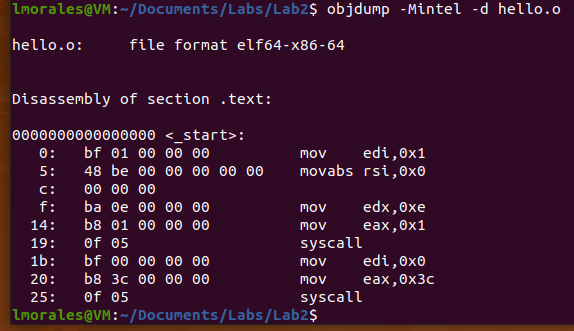 lmorales@VM:~/Documents/Labs/Lab2$ objdump -Mintel -d hello.o
hello.o:     file format elf64-x86-64
Disassembly of section .text:
0000000000000000 <_start>:
   0:   bf 01 00 00 00          mov    edi,0x1
   5:   48 be 00 00 00 00 00    movabs rsi,0x0
   c:   00 00 00
   f:   ba 0e 00 00 00          mov    edx,0xe
  14:   b8 01 00 00 00          mov    eax,0x1
  19:   0f 05                   syscall
  1b:   bf 00 00 00 00          mov    edi,0x0
  20:   b8 3c 00 00 00          mov    eax,0x3c
  25:   0f 05                   syscall
lmorales@VM:~/Documents/Labs/Lab2$